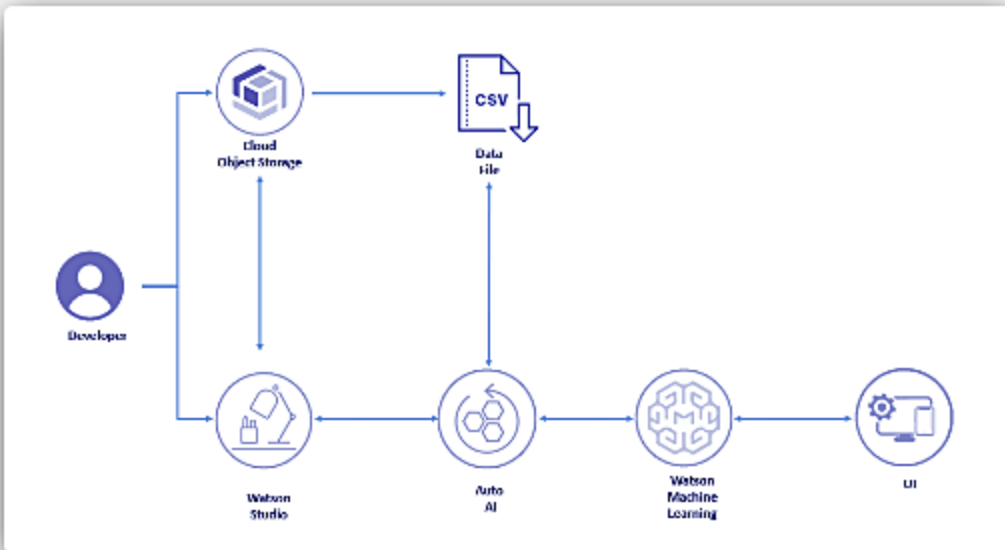 Cloud
Object Storage
CSV
Data
File
Developer
Watson
Studio
Auto
AI
Watson
Machine
Learning
UI